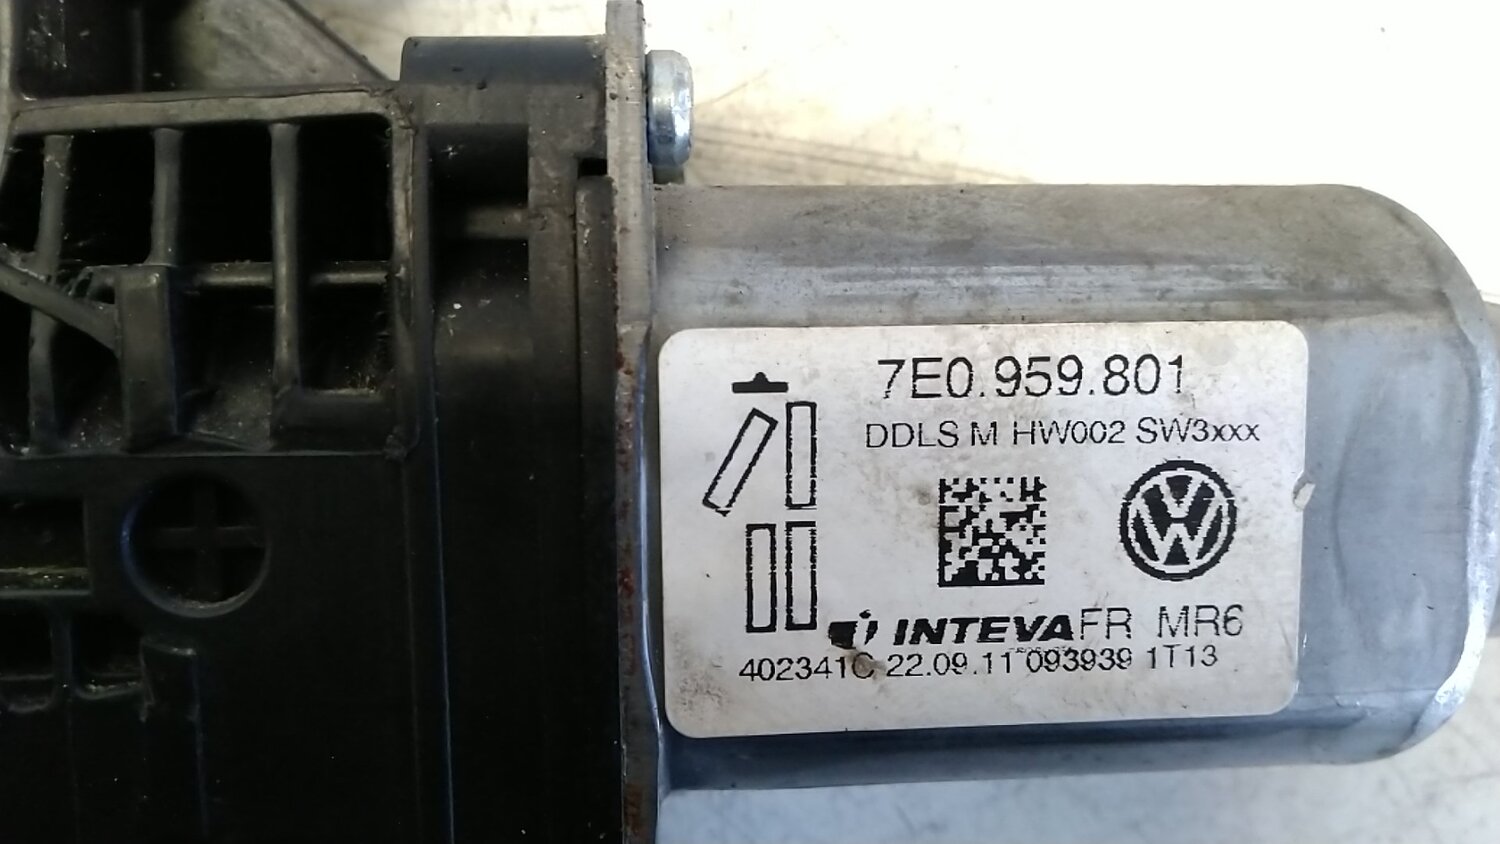 7E0.959.801
DDLS M HW002 SW3xxx
INTEVA FR MR6
402341C 22.09.11 093939 1T13